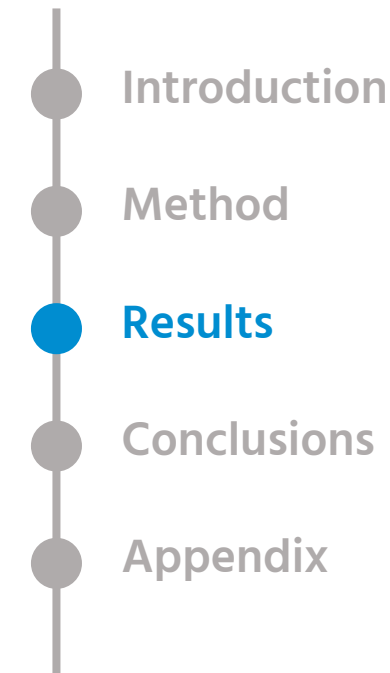 Introduction
Method
Results
Conclusions
Appendix